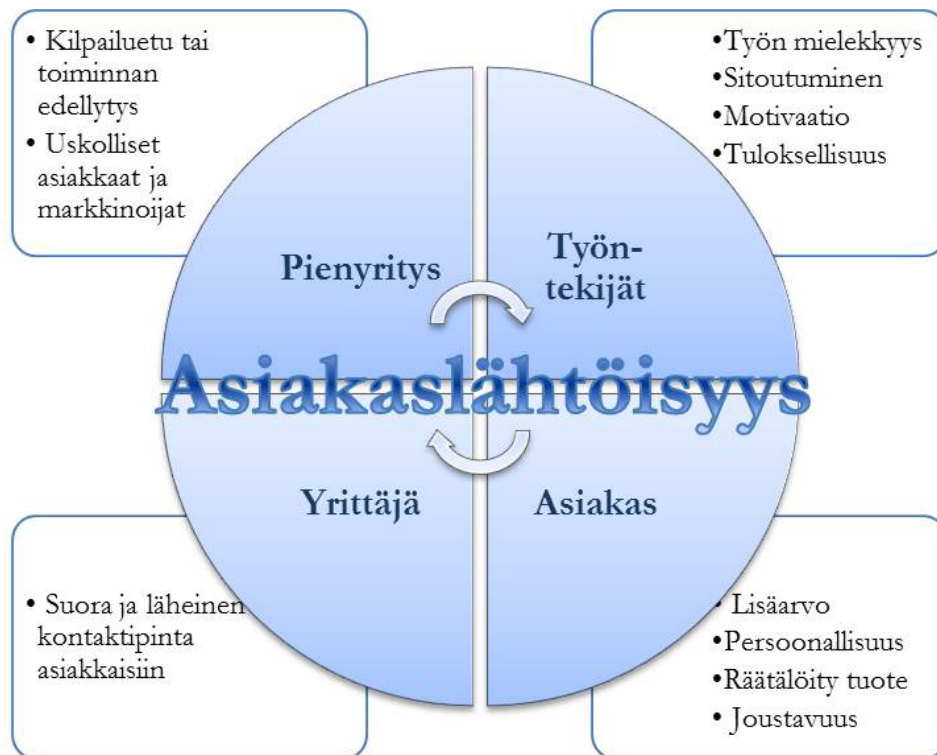 • Kilpailuetu tai
toiminnan
edellytys
• Uskolliset
asiakkaat ja
markkinoijat
•Työn mielekkyys
•Sitoutuminen
•Motivaatio
•Tuloksellisuus
Pienyritys
Työn-
tekijät
Asiakaslähtöisyys
Yrittäjä
Asiakas
• Suora ja läheinen
kontaktipinta
asiakkaisiin
• Lisäarvo
•Persoonallisuus
•Räätälöity tuote
• Joustavuus